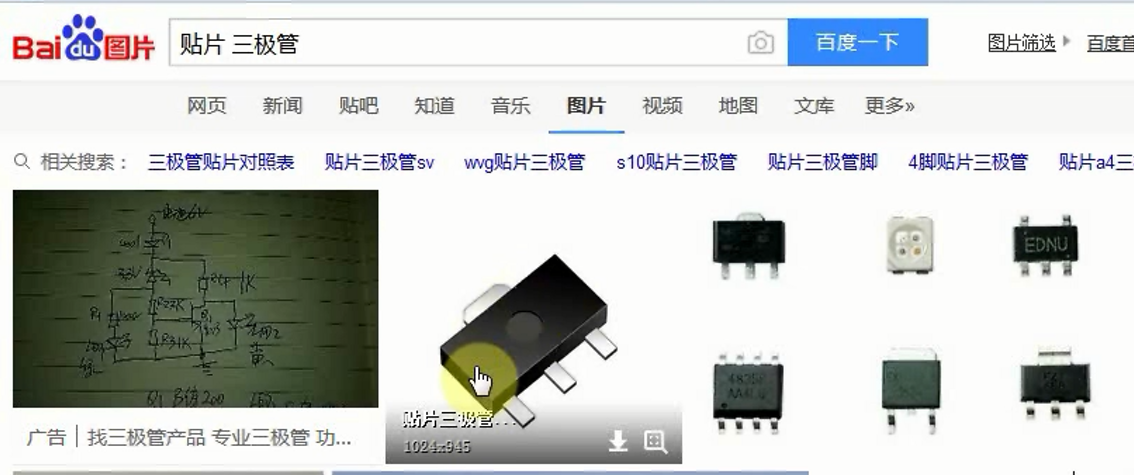 Bai du 图片
贴片 三极管
百度一下
图片筛选
百度首
网页 新闻 贴吧 知道 音乐 图片 视频 地图 文库 更多»
相关搜索： 三极管贴片对照表 贴片三极管sv wvg贴片三极管 s10贴片三极管 贴片三极管脚 4脚贴片三极管 贴片a4三
EDNU
贴片三极管...
1024x945
广告 | 找三极管产品 专业三极管 功...